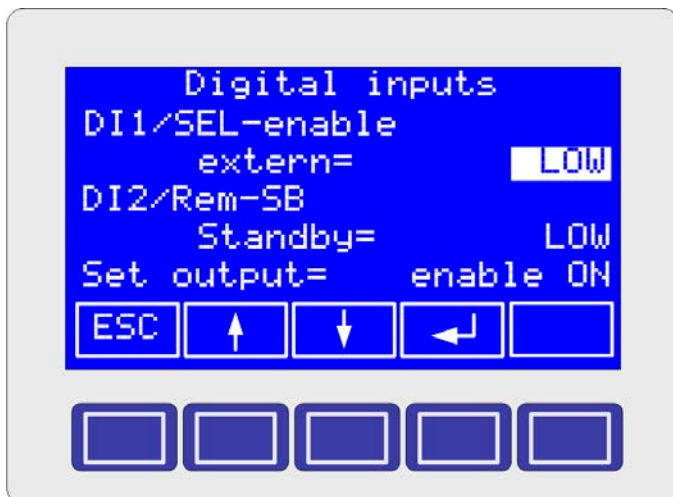 Digital inputs
DI1/SEL-enable
extern= LOW
DI2/Rem-SB
Standby= LOW
Set output= enable ON
ESC